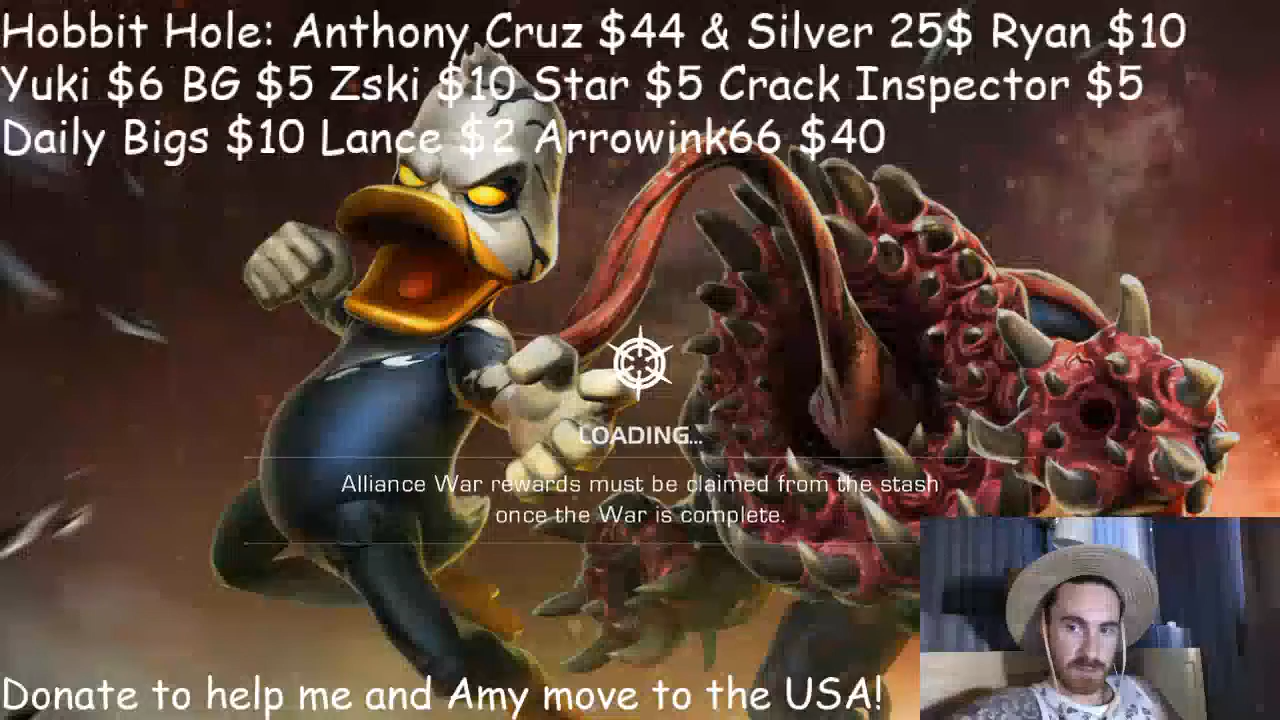 Hobbit Hole: Anthony Cruz $44 & Silver 25$ Ryan $10
Yuki $6 BG $5 Zski $10 Star $5 Crack Inspector $5
Daily Bigs $10 Lance $2 Arrowink66 $40
LOADING...
Alliance War rewards must be claimed from the stash
once the War is complete.
Donate to help me and Amy move to the USA!